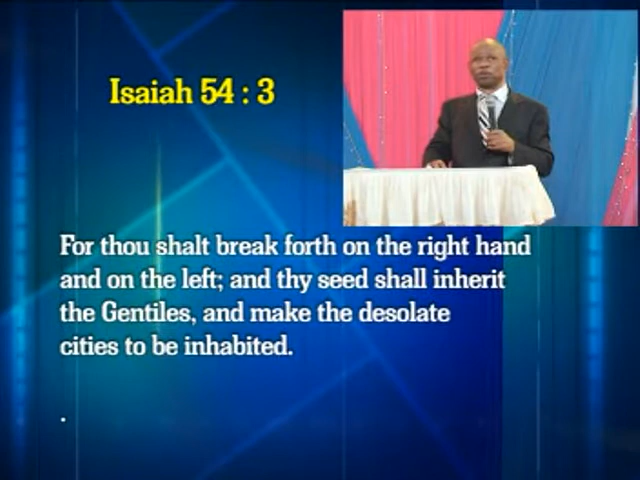 Isaiah 54 : 3
For thou shalt break forth on the right hand
and on the left; and thy seed shall inherit
the Gentiles, and make the desolate
cities to be inhabited.
.